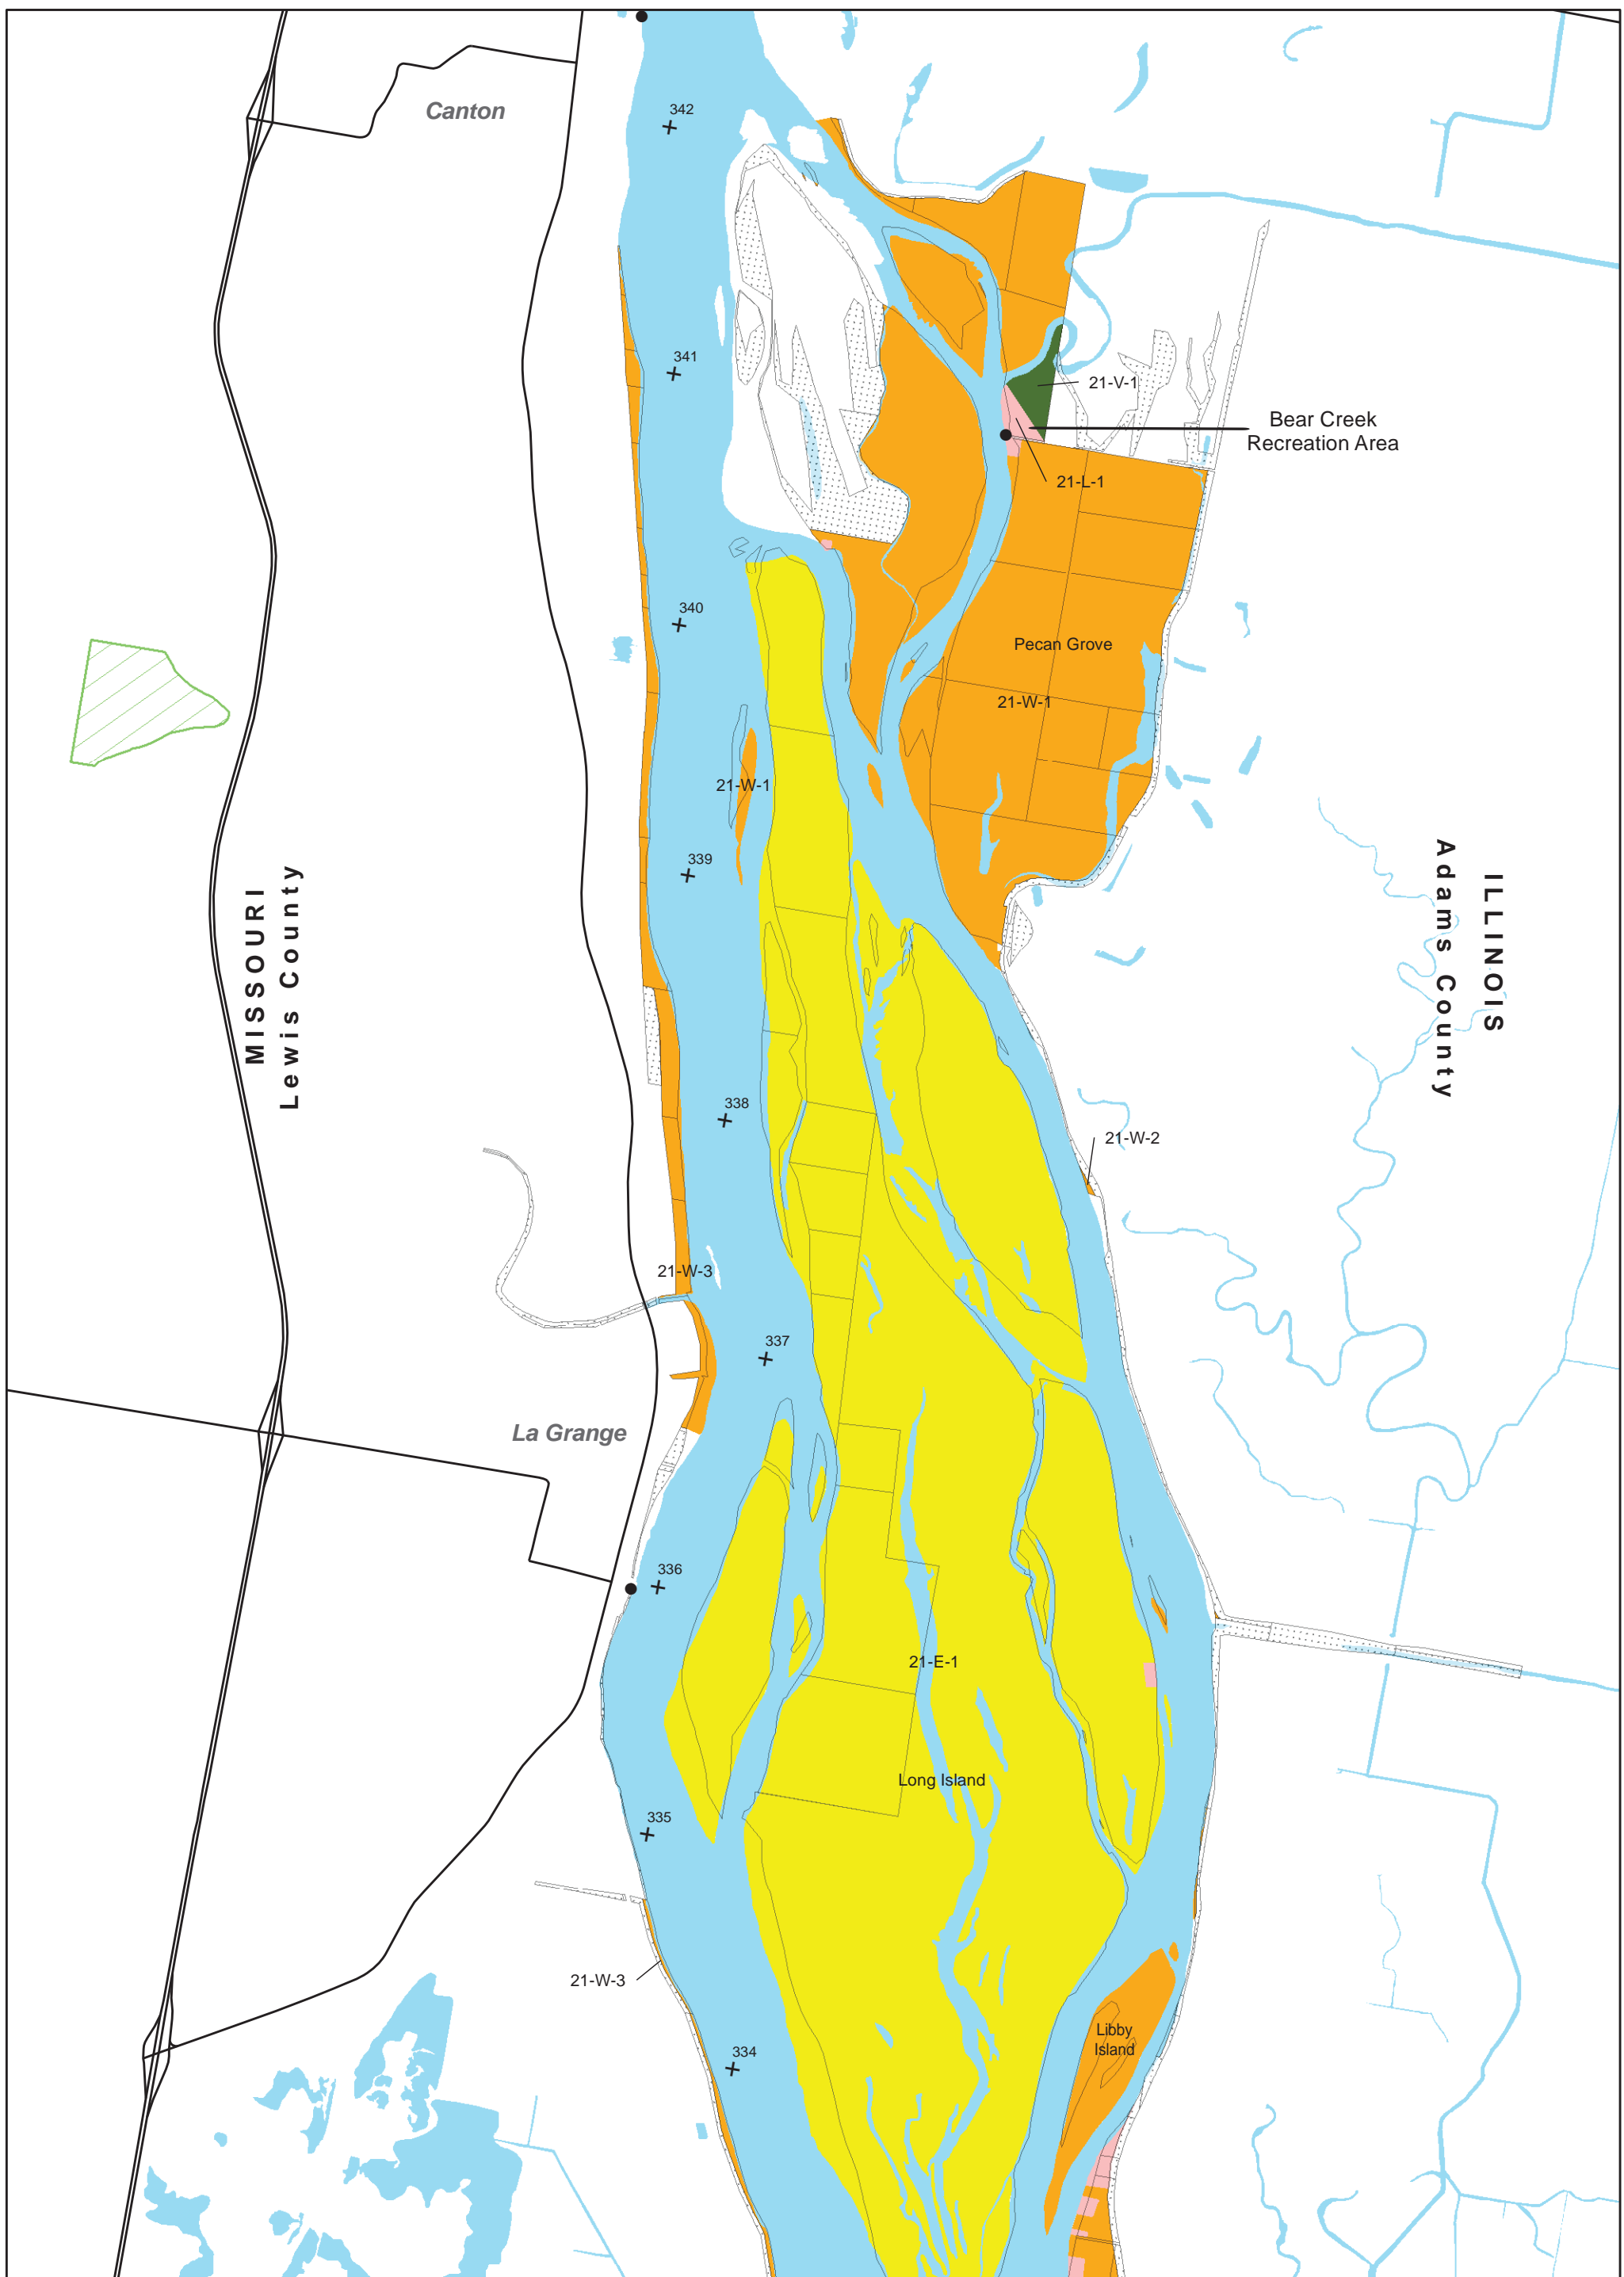 Canton
342
341
21-V-1
Bear Creek
Recreation Area
21-L-1
340
Pecan Grove
21-W-1
21-W-1
339
MISSOURI
Lewis County
ILLINOIS
Adams County
338
21-W-2
21-W-3
337
La Grange
336
21-E-1
Long Island
335
21-W-3
Libby
Island
334